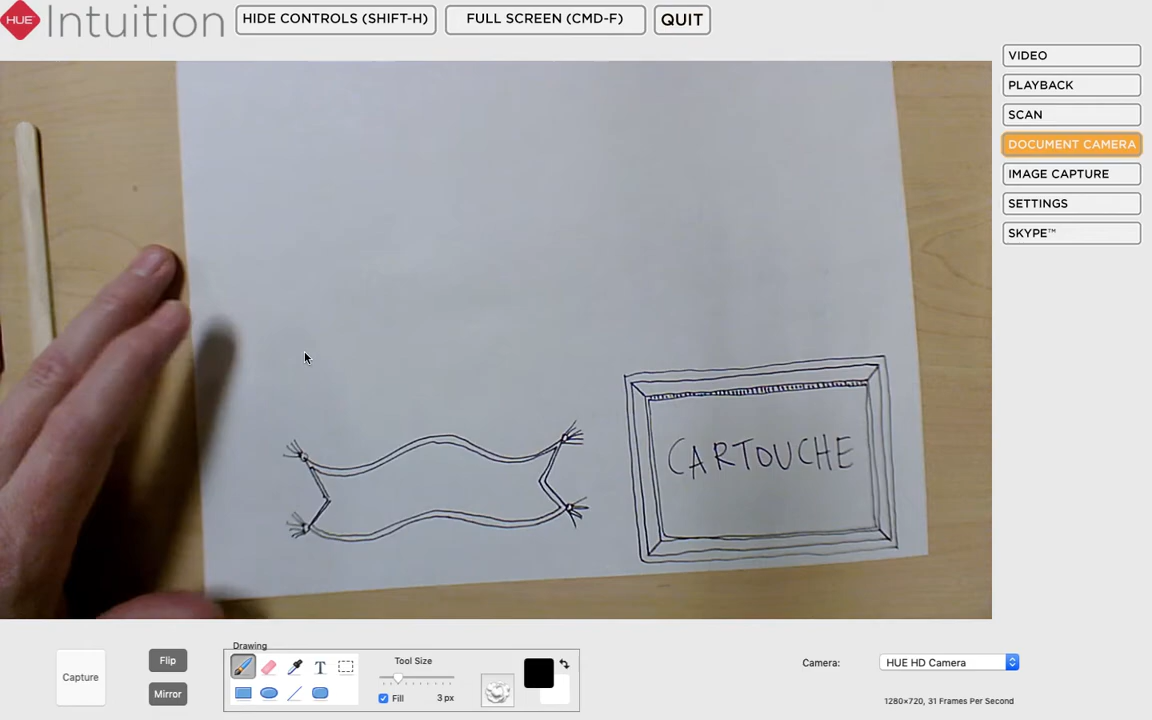 HUE Intuition
HIDE CONTROLS (SHIFT-H)
FULL SCREEN (CMD-F)
QUIT
VIDEO
PLAYBACK
SCAN
DOCUMENT CAMERA
IMAGE CAPTURE
SETTINGS
SKYPE™
CARTOUCHE
Capture
Flip
Mirror
Drawing
T
Tool Size
Fill
3 px
Camera:
HUE HD Camera
1280×720, 31 Frames Per Second